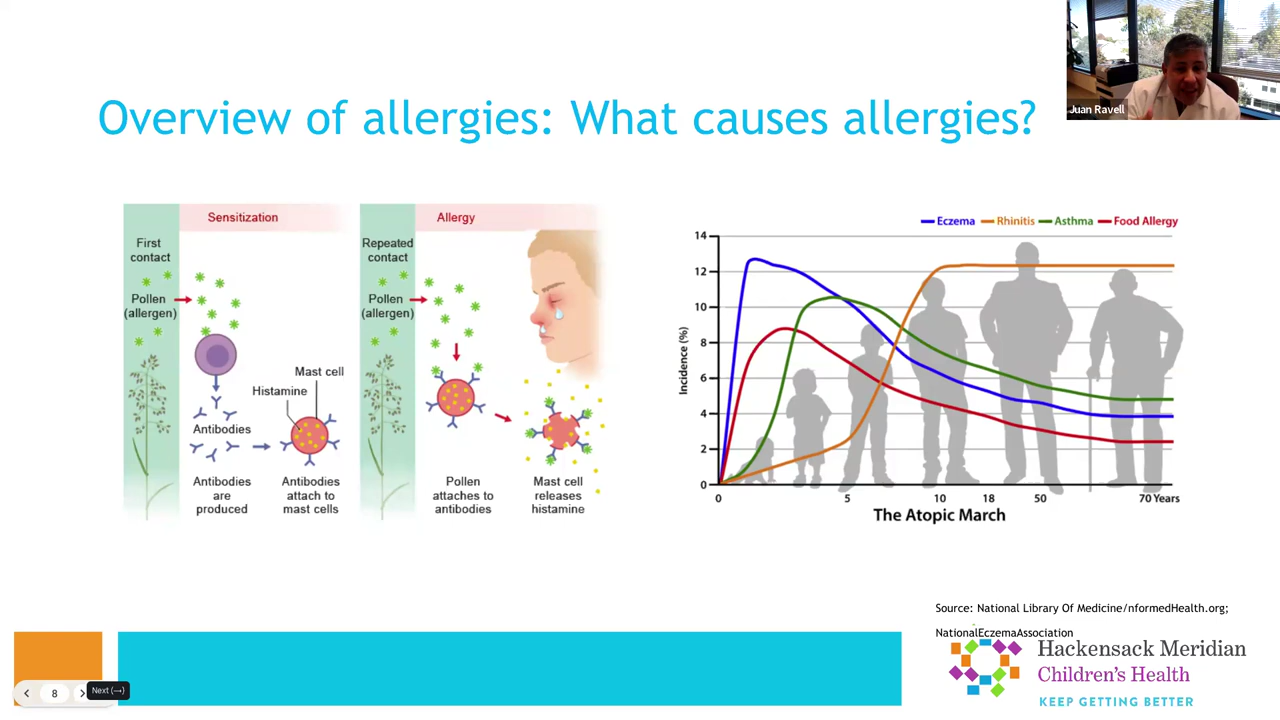 Juan Ravell
Overview of allergies: What causes allergies?
Sensitization
First
contact
Pollen
(allergen)
Mast cell
Histamine
Antibodies
Antibodies
are
produced
Antibodies
attach to
mast cells
Allergy
Repeated
contact
Pollen
(allergen)
Pollen
attaches to
antibodies
Mast cell
releases
histamine
Eczema Rhinitis Asthma Food Allergy
Incidence (%)
14
12
10
8
6
4
2
0
0 5 10 18 50 70 Years
The Atopic March
Source: National Library Of Medicine/nformedHealth.org;
NationalEczemaAssociation
Hackensack Meridian
Children's Health
KEEP GETTING BETTER
8
Next (→)